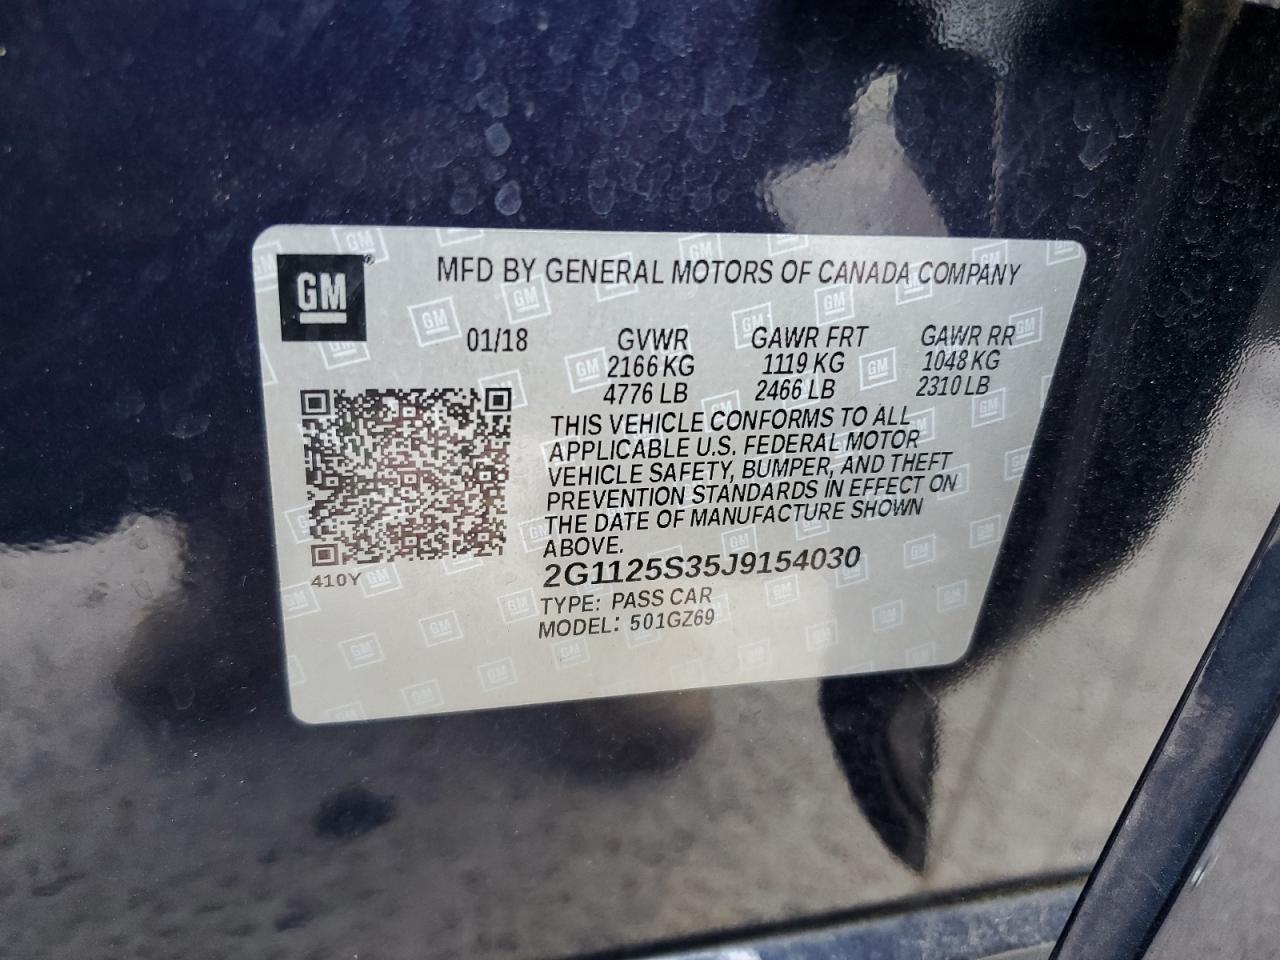 GM
MFD BY GENERAL MOTORS OF CANADA COMPANY
01/18 GVWR GAWR FRT GAWR RR
2166 KG 1119 KG 1048 KG
4776 LB 2466 LB 2310 LB
THIS VEHICLE CONFORMS TO ALL
APPLICABLE U.S. FEDERAL MOTOR
VEHICLE SAFETY, BUMPER, AND THEFT
PREVENTION STANDARDS IN EFFECT ON
THE DATE OF MANUFACTURE SHOWN
ABOVE.
410Y
2G1125S35J9154030
TYPE: PASS CAR
MODEL: 501GZ69